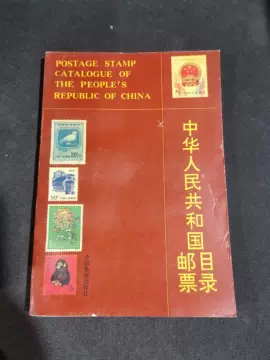 POSTAGE STAMP
CATALOGUE OF
THE PEOPLE'S
REPUBLIC OF CHINA
中华人民共和国
邮票
目录